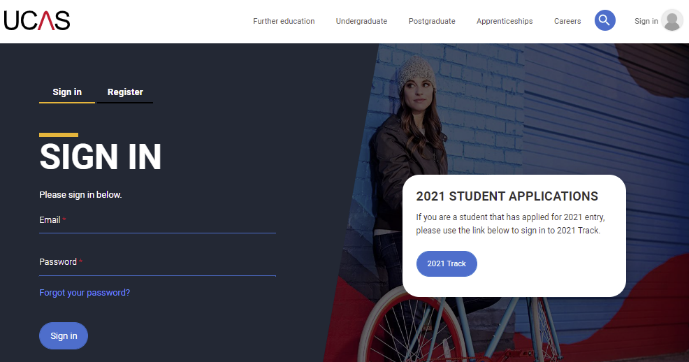 UCAS
Further education Undergraduate Postgraduate Apprenticeships Careers Sign in
Sign in Register
SIGN IN
Please sign in below.
Email *
Password *
Forgot your password?
Sign in
2021 STUDENT APPLICATIONS
If you are a student that has applied for 2021 entry,
please use the link below to sign in to 2021 Track.
2021 Track